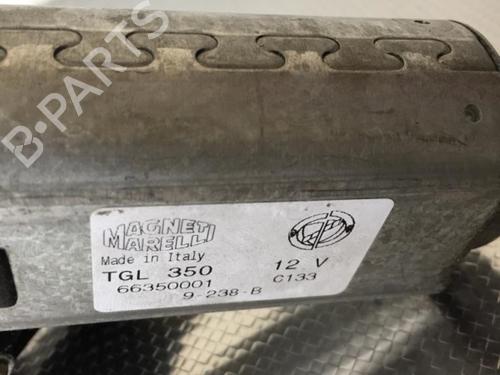 B-PARTS
MAGNETI
MARELLI
Made in Italy
TGL 350 12 V
66350001 C133
9-238-B